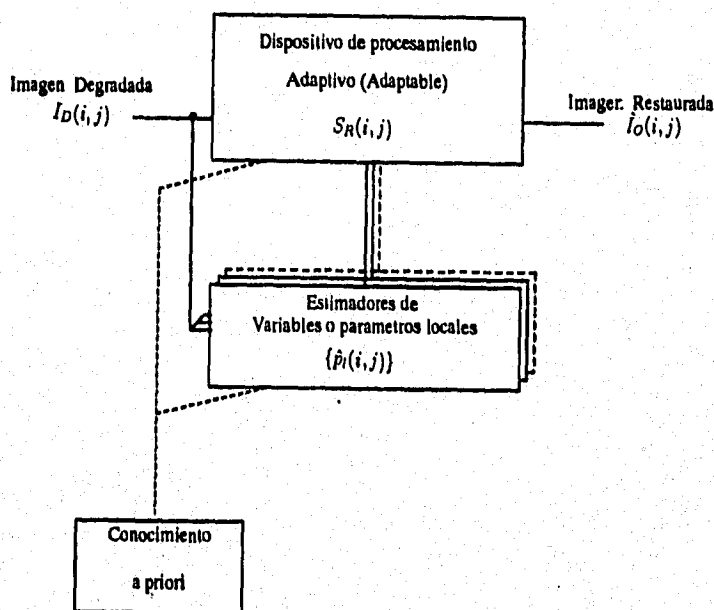 Dispositivo de procesamiento
Adaptivo (Adaptable)
S_R(i,j)
Imagen Degradada
I_D(i,j)
Imager. Restaurada
Î_O(i,j)
Estimadores de
Variables o parametros locales
{p̂_l(i,j)}
Conocimiento
a priori